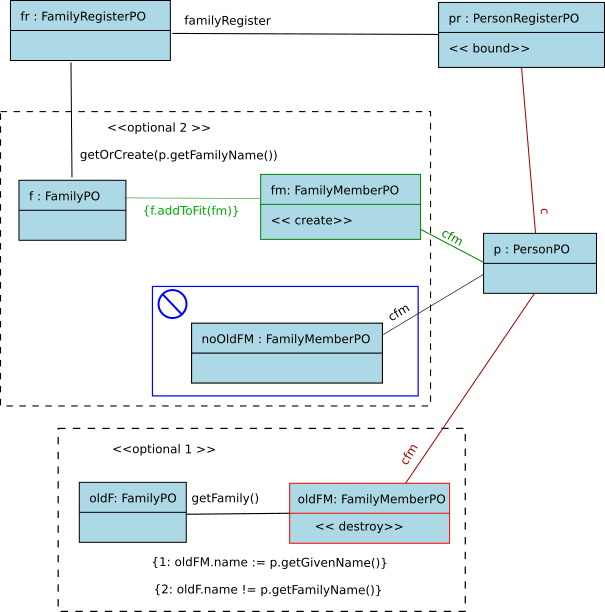 fr : FamilyRegisterPO
familyRegister
pr : PersonRegisterPO
<< bound>>
<<optional 2 >>
getOrCreate(p.getFamilyName())
f : FamilyPO
{f.addToFit(fm)}
fm: FamilyMemberPO
<< create>>
c
cfm
p : PersonPO
noOldFM : FamilyMemberPO
cfm
<<optional 1 >>
cfm
oldF: FamilyPO
getFamily()
oldFM: FamilyMemberPO
<< destroy>>
{1: oldFM.name := p.getGivenName()}
{2: oldF.name != p.getFamilyName()}